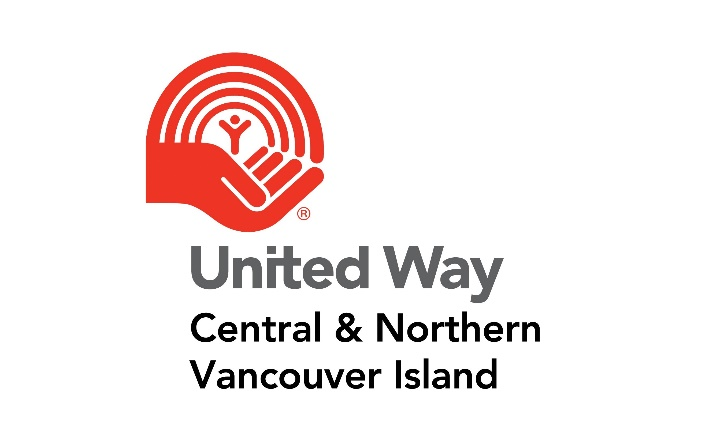 ®
United Way
Central & Northern
Vancouver Island